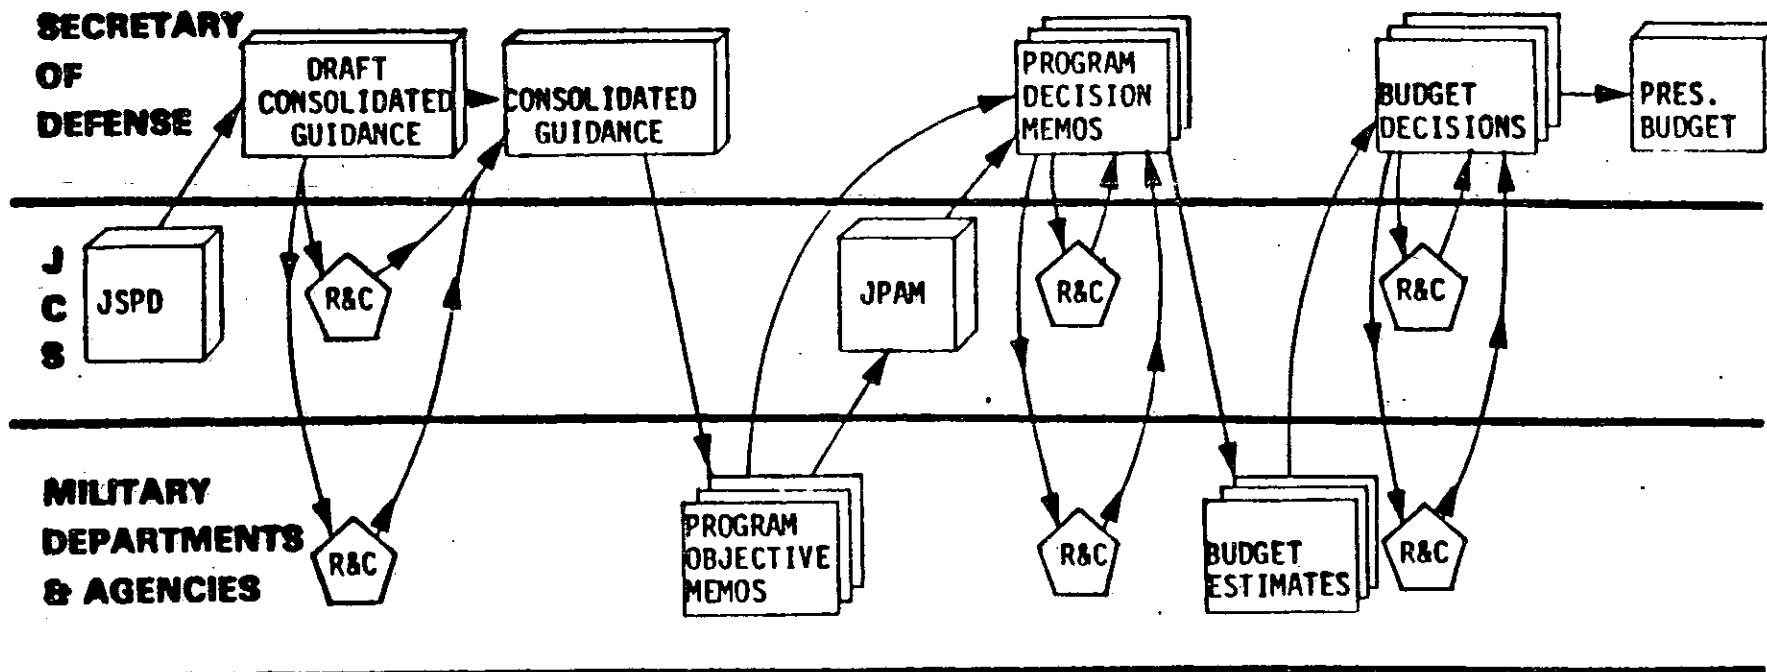 SECRETARY
OF
DEFENSE
DRAFT
CONSOLIDATED
GUIDANCE
CONSOLIDATED
GUIDANCE
PROGRAM
DECISION
MEMOS
BUDGET
DECISIONS
PRES.
BUDGET
J
C
S
JSPD
R&C
JPAM
R&C
R&C
MILITARY
DEPARTMENTS
& AGENCIES
R&C
PROGRAM
OBJECTIVE
MEMOS
R&C
BUDGET
ESTIMATES
R&C